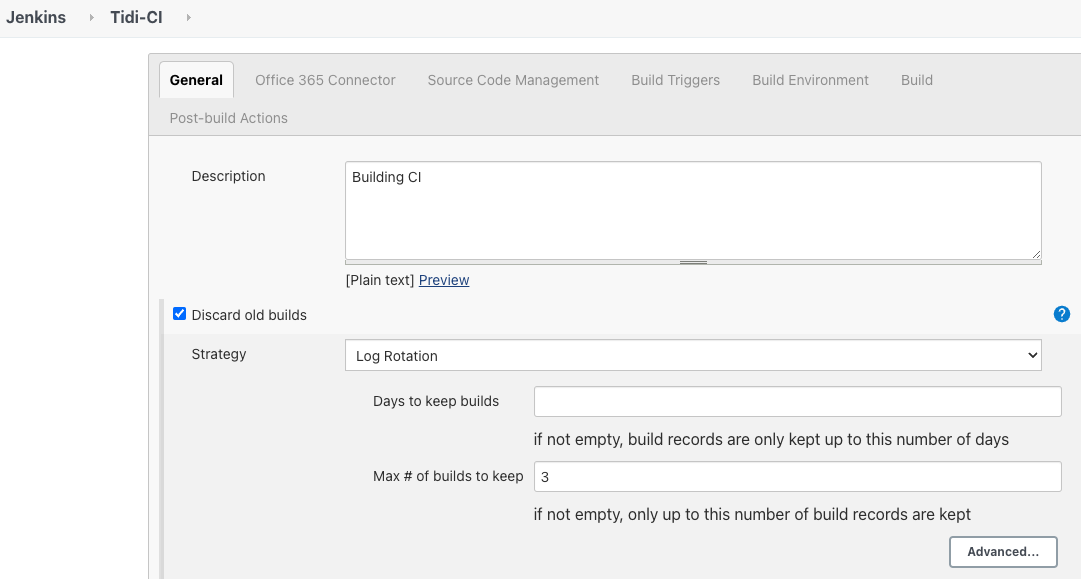 Jenkins Tidi-CI
General Office 365 Connector Source Code Management Build Triggers Build Environment Build
Post-build Actions
Description Building CI
[Plain text] Preview
Discard old builds ?
Strategy Log Rotation
Days to keep builds
if not empty, build records are only kept up to this number of days
Max # of builds to keep 3
if not empty, only up to this number of build records are kept
Advanced...